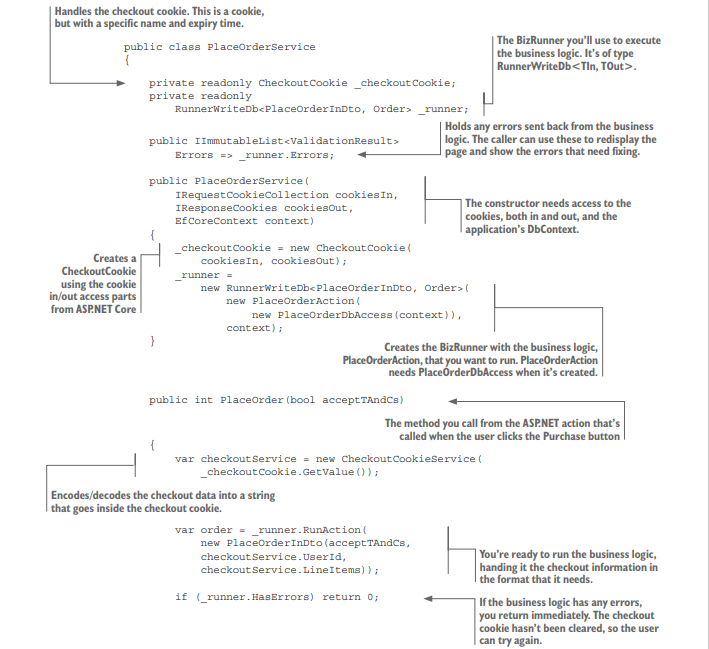 Handles the checkout cookie. This is a cookie,
but with a specific name and expiry time.
public class PlaceOrderService
{
The BizRunner you'll use to execute
the business logic. It's of type
RunnerWriteDb<TIn, TOut>.
private readonly CheckoutCookie _checkoutCookie;
private readonly
RunnerWriteDb<PlaceOrderInDto, Order> _runner;
Holds any errors sent back from the business
logic. The caller can use these to redisplay the
page and show the errors that need fixing.
public IImmutableList<ValidationResult>
Errors => _runner.Errors;
public PlaceOrderService(
IRequestCookieCollection cookiesIn,
IResponseCookies cookiesOut,
EfCoreContext context)
The constructor needs access to the
cookies, both in and out, and the
application's DbContext.
{
_checkoutCookie = new CheckoutCookie(
cookiesIn, cookiesOut);
_runner =
new RunnerWriteDb<PlaceOrderInDto, Order>(
new PlaceOrderAction(
new PlaceOrderDbAccess(context)),
context);
}
Creates a
CheckoutCookie
using the cookie
in/out access parts
from ASP.NET Core
Creates the BizRunner with the business logic,
PlaceOrderAction, that you want to run. PlaceOrderAction
needs PlaceOrderDbAccess when it's created.
public int PlaceOrder(bool acceptTAndCs)
The method you call from the ASP.NET action that's
called when the user clicks the Purchase button
{
var checkoutService = new CheckoutCookieService(
_checkoutCookie.GetValue());
Encodes/decodes the checkout data into a string
that goes inside the checkout cookie.
var order = _runner.RunAction(
new PlaceOrderInDto(acceptTAndCs,
checkoutService.UserId,
checkoutService.LineItems));
You're ready to run the business logic,
handing it the checkout information in
the format that it needs.
if (_runner.HasErrors) return 0;
If the business logic has any errors,
you return immediately. The checkout
cookie hasn't been cleared, so the user
can try again.